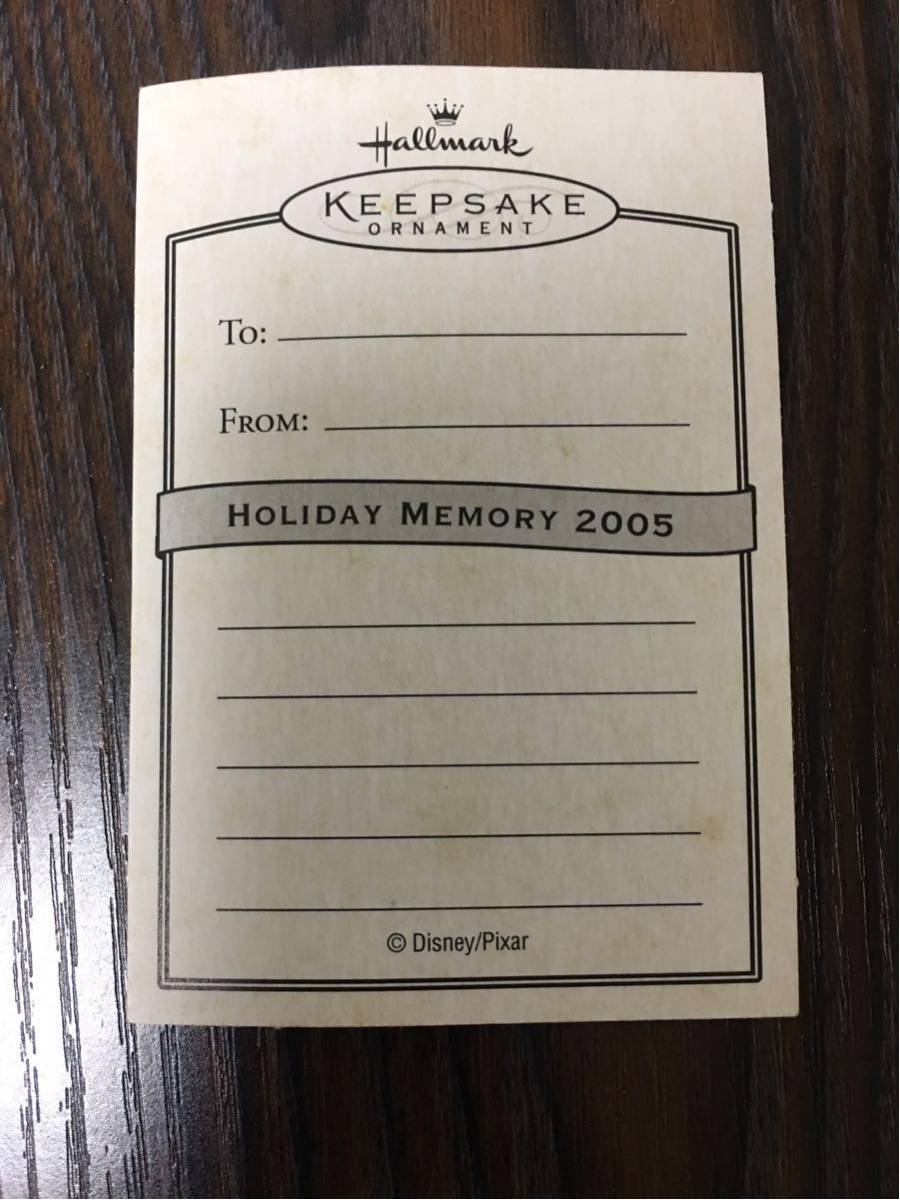 Hallmark
KEEPSAKE
ORNAMENT
TO:
FROM:
HOLIDAY MEMORY 2005
© Disney/Pixar